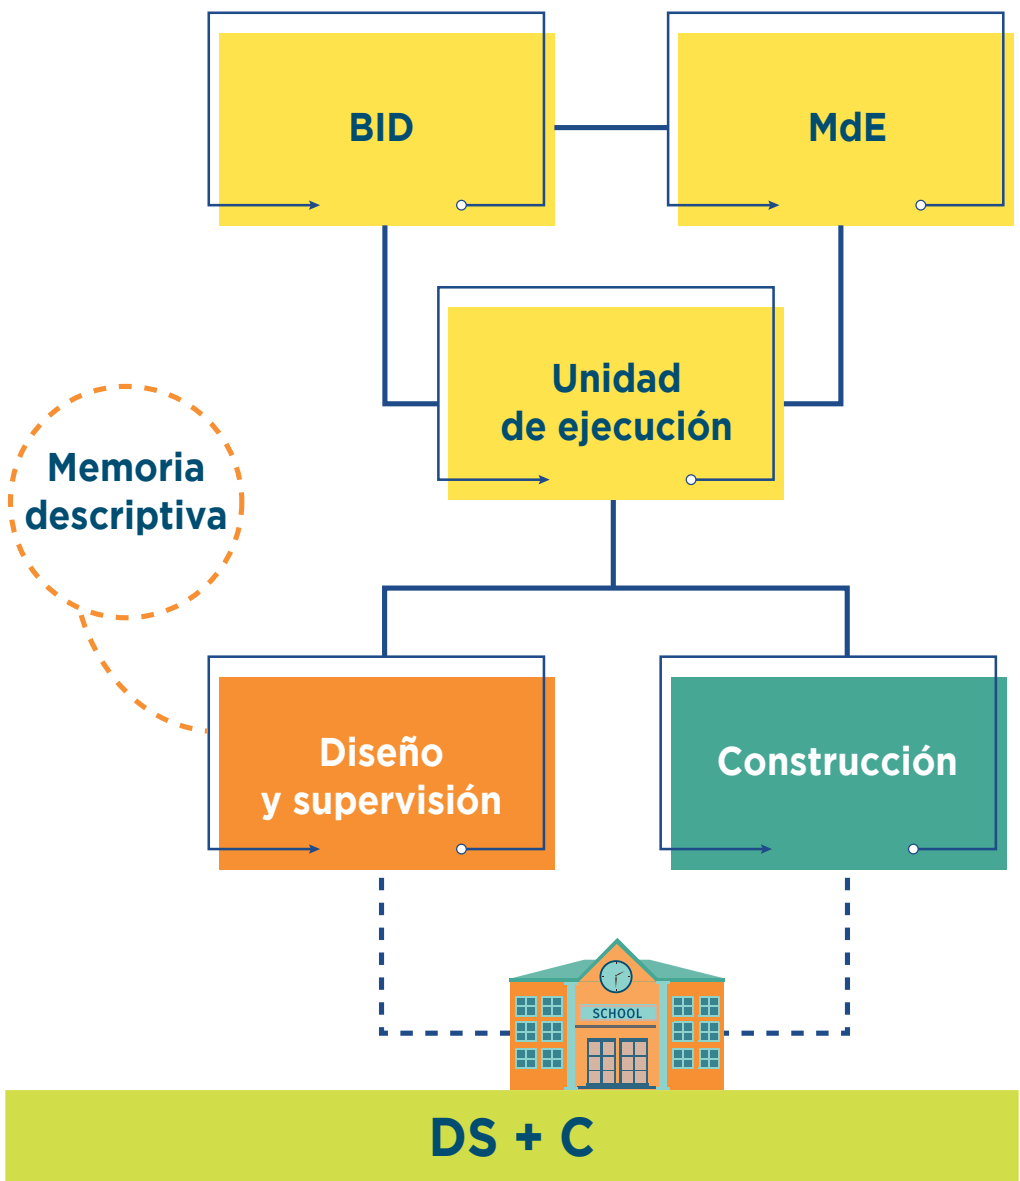 BID
MdE
Unidad
de ejecución
Memoria
descriptiva
Diseño
y supervisión
Construcción
SCHOOL
DS + C